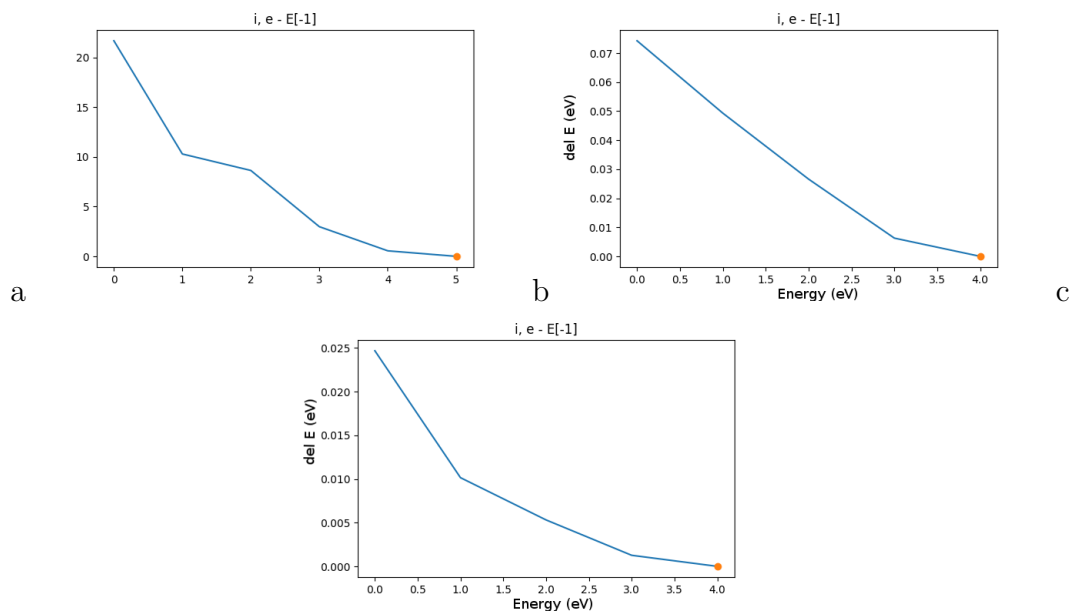 i, e - E[-1]
20
15
10
5
0
0 1 2 3 4 5
a
i, e - E[-1]
del E (eV)
0.07
0.06
0.05
0.04
0.03
0.02
0.01
0.00
0.0 0.5 1.0 1.5 2.0 2.5 3.0 3.5 4.0
Energy (eV)
b
c
i, e - E[-1]
del E (eV)
0.025
0.020
0.015
0.010
0.005
0.000
0.0 0.5 1.0 1.5 2.0 2.5 3.0 3.5 4.0
Energy (eV)